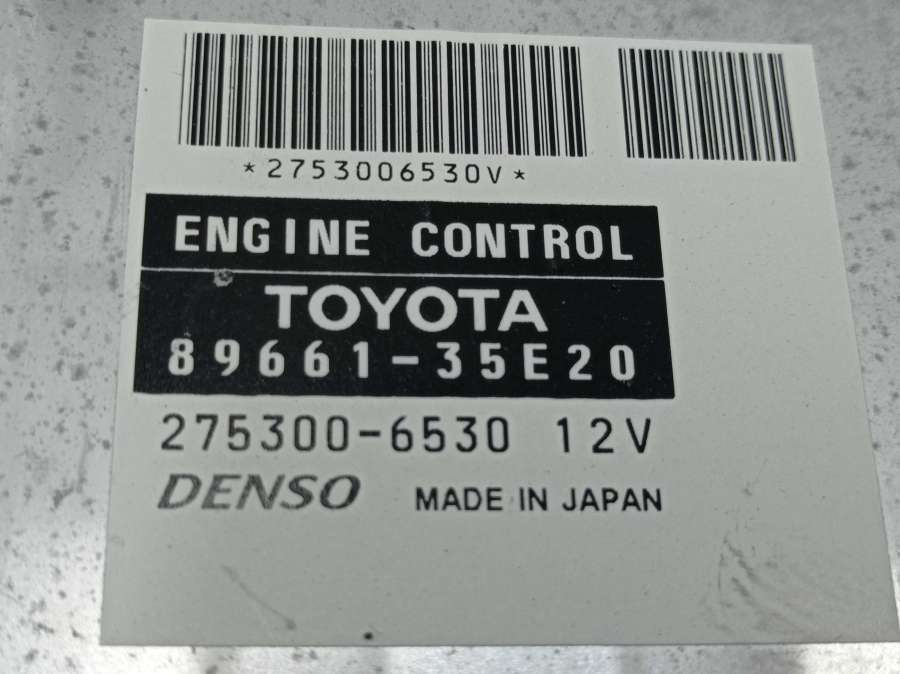 *2753006530V*
ENGINE CONTROL
TOYOTA
89661-35E20
275300-6530 12V
DENSO MADE IN JAPAN